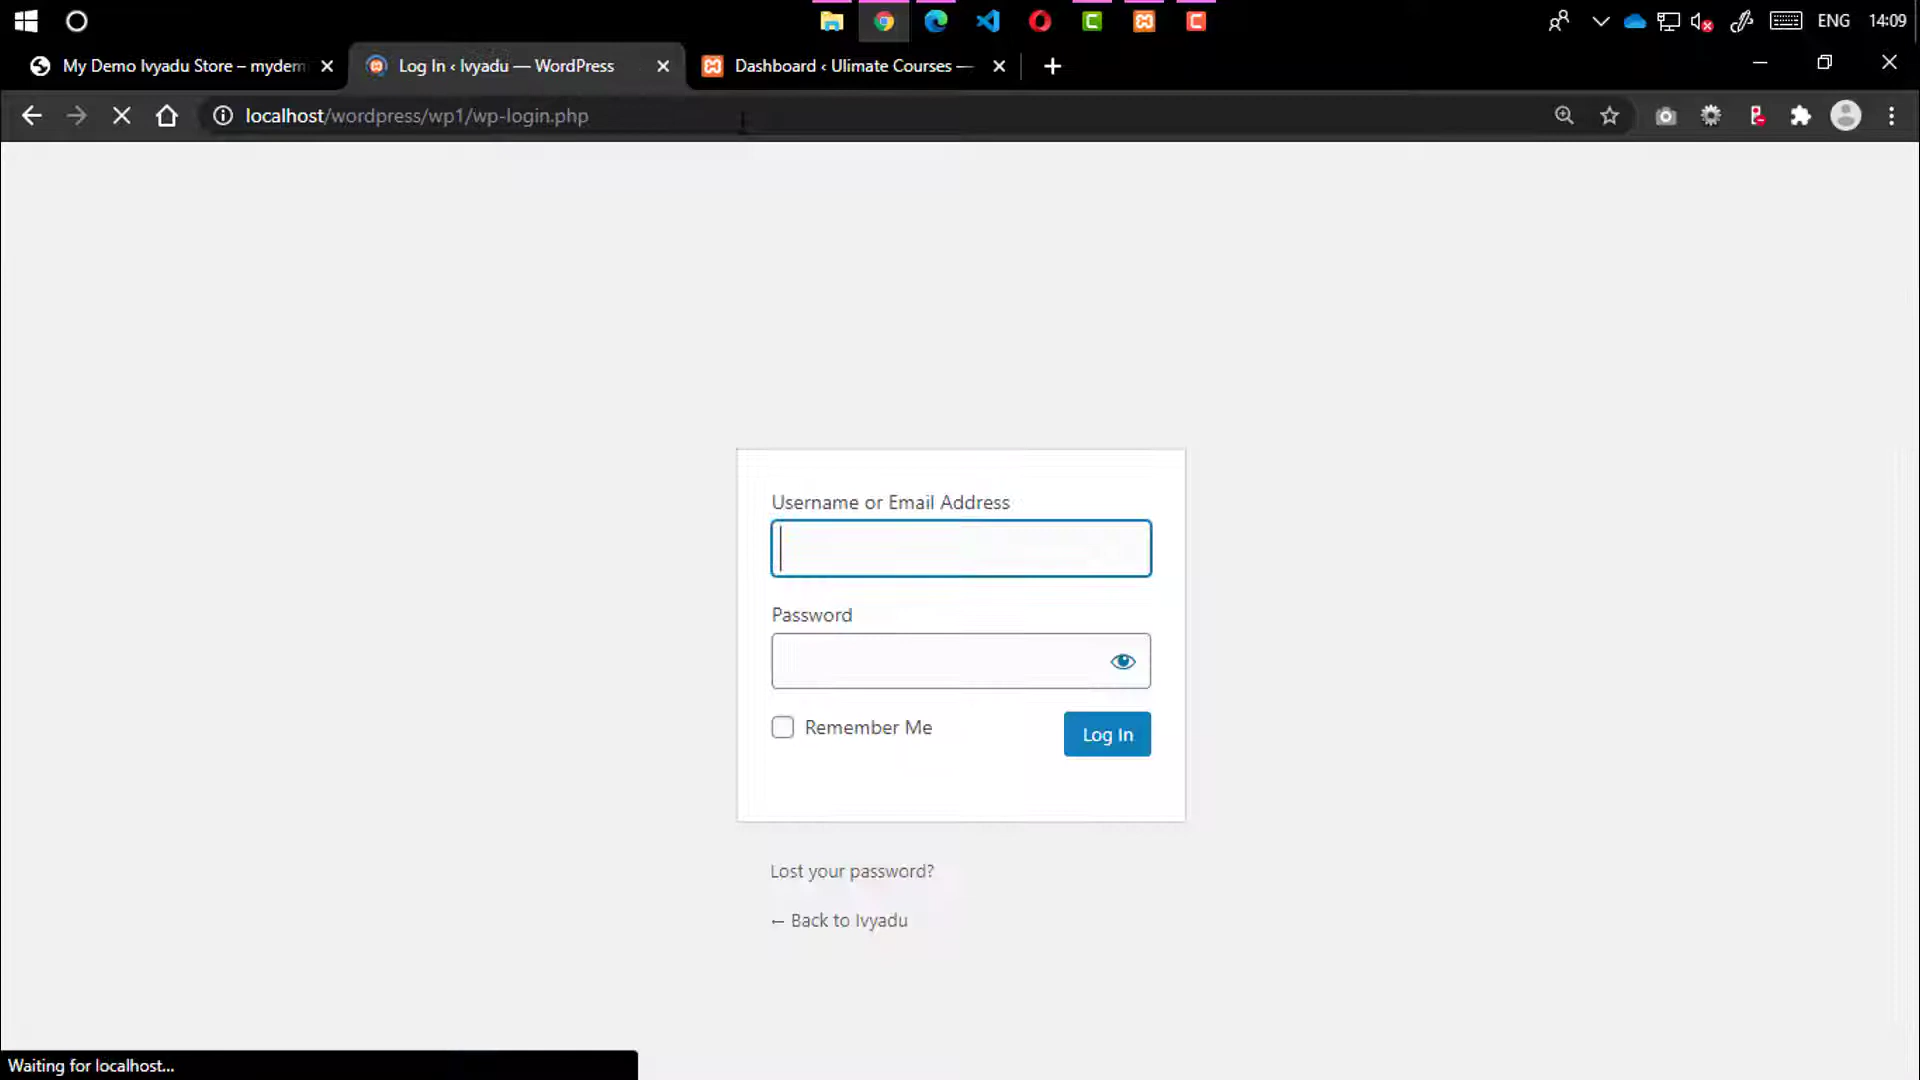 ENG 14:09
My Demo Ivyadu Store – mydem
Log In ‹ Ivyadu — WordPress
Dashboard ‹ Ulimate Courses —
localhost/wordpress/wp1/wp-login.php
Username or Email Address
Password
Remember Me
Log In
Lost your password?
← Back to Ivyadu
Waiting for localhost...